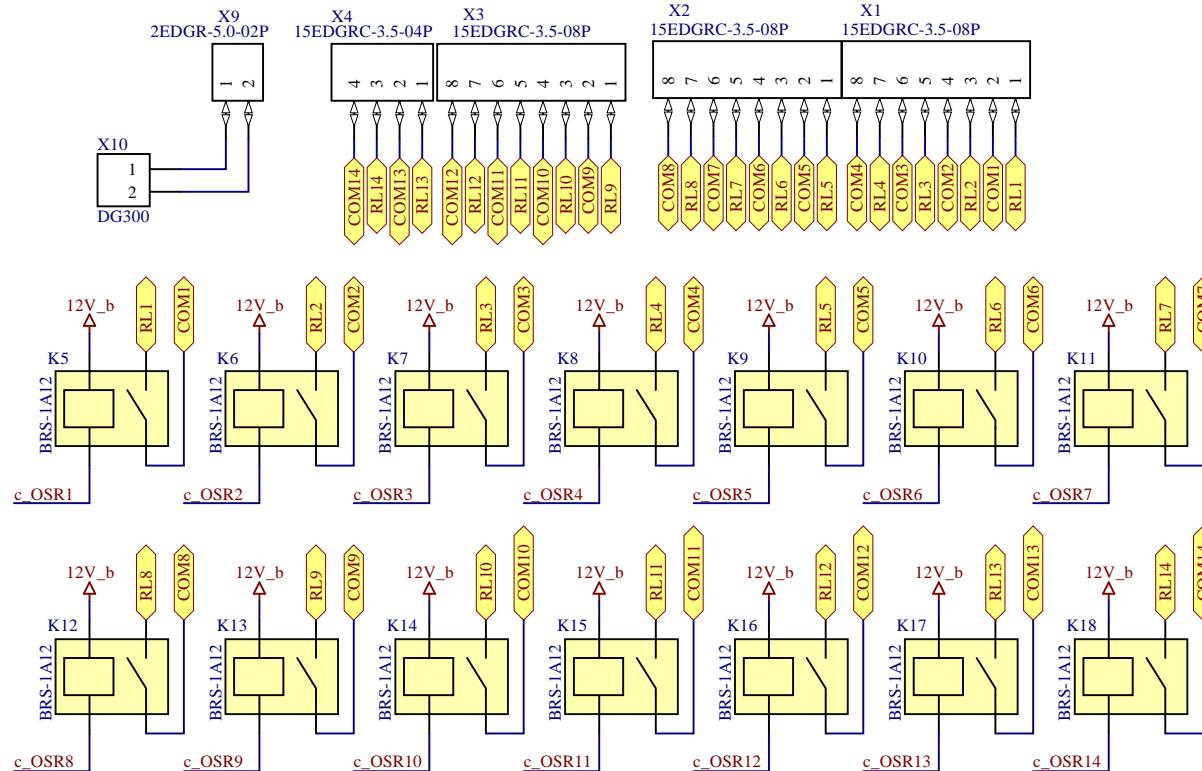 X9
2EDGR-5.0-02P
1
2
X4
15EDGRC-3.5-04P
4
3
2
1
X3
15EDGRC-3.5-08P
8
7
6
5
4
3
2
1
X2
15EDGRC-3.5-08P
8
7
6
5
4
3
2
1
X1
15EDGRC-3.5-08P
8
7
6
5
4
3
2
1
X10
1
2
DG300
COM14
RL14
COM13
RL13
COM12
RL12
COM11
RL11
COM10
RL10
COM9
RL9
COM8
RL8
COM7
RL7
COM6
RL6
COM5
RL5
COM4
RL4
COM3
RL3
COM2
RL2
COM1
RL1
12V_b
RL1
COM1
K5
BRS-1A12
c_OSR1
12V_b
RL2
COM2
K6
BRS-1A12
c_OSR2
12V_b
RL3
COM3
K7
BRS-1A12
c_OSR3
12V_b
RL4
COM4
K8
BRS-1A12
c_OSR4
12V_b
RL5
COM5
K9
BRS-1A12
c_OSR5
12V_b
RL6
COM6
K10
BRS-1A12
c_OSR6
12V_b
RL7
COM7
K11
BRS-1A12
c_OSR7
12V_b
RL8
COM8
K12
BRS-1A12
c_OSR8
12V_b
RL9
COM9
K13
BRS-1A12
c_OSR9
12V_b
RL10
COM10
K14
BRS-1A12
c_OSR10
12V_b
RL11
COM11
K15
BRS-1A12
c_OSR11
12V_b
RL12
COM12
K16
BRS-1A12
c_OSR12
12V_b
RL13
COM13
K17
BRS-1A12
c_OSR13
12V_b
RL14
COM14
K18
BRS-1A12
c_OSR14